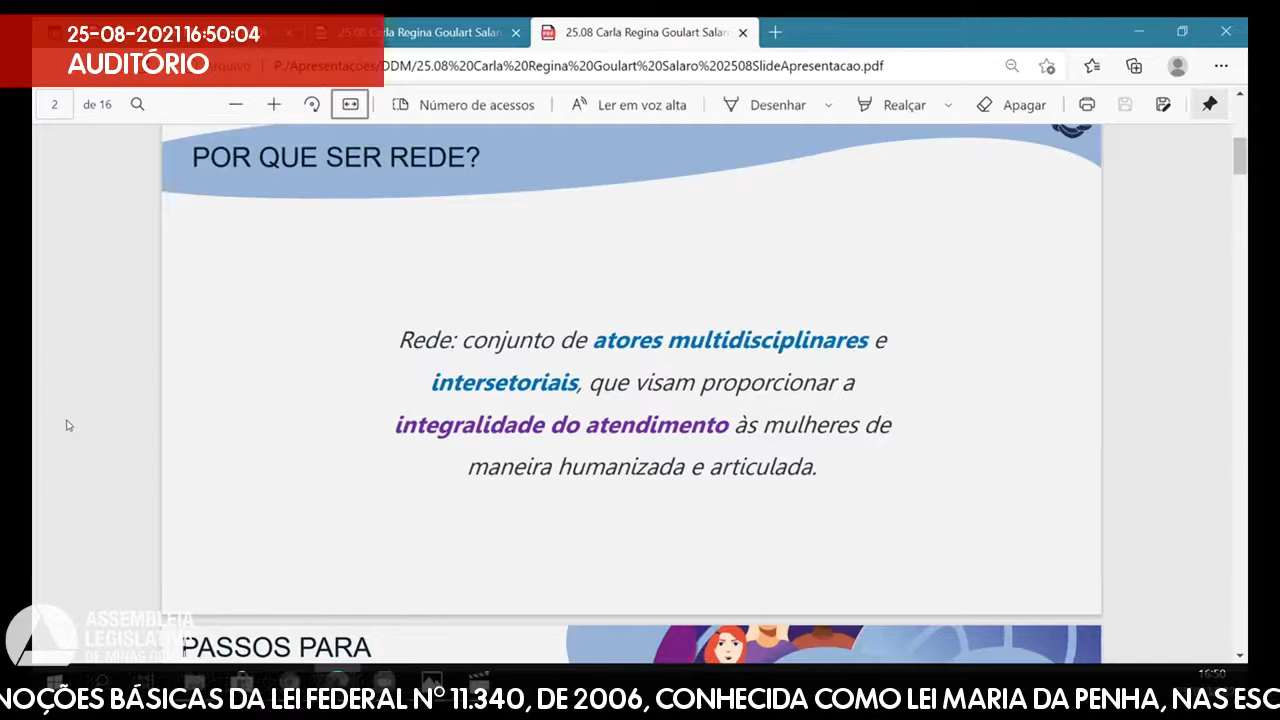 25-08-2021 16:50:04
AUDITÓRIO
25.08 Carla Regina Goulart Salar
25.08 Carla Regina Goulart Salar
Arquivo
P:/Apresentações/DDM/25.08%20Carla%20Regina%20Goulart%20Salaro%202508SlideApresentacao.pdf
2 de 16
Número de acessos
Ler em voz alta
Desenhar
Realçar
Apagar
POR QUE SER REDE?
Rede: conjunto de atores multidisciplinares e
intersetoriais, que visam proporcionar a
integralidade do atendimento às mulheres de
maneira humanizada e articulada.
PASSOS PARA
ASSEMBLEIA
LEGISLATIVA
DE MINAS GERAIS
16:50
NOÇÕES BÁSICAS DA LEI FEDERAL Nº 11.340, DE 2006, CONHECIDA COMO LEI MARIA DA PENHA, NAS ESC